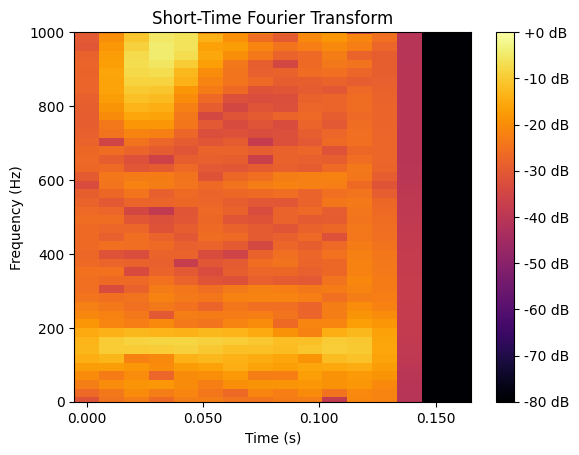 Short-Time Fourier Transform
1000
800
600
400
200
0
Frequency (Hz)
0.000
0.050
0.100
0.150
Time (s)
+0 dB
-10 dB
-20 dB
-30 dB
-40 dB
-50 dB
-60 dB
-70 dB
-80 dB